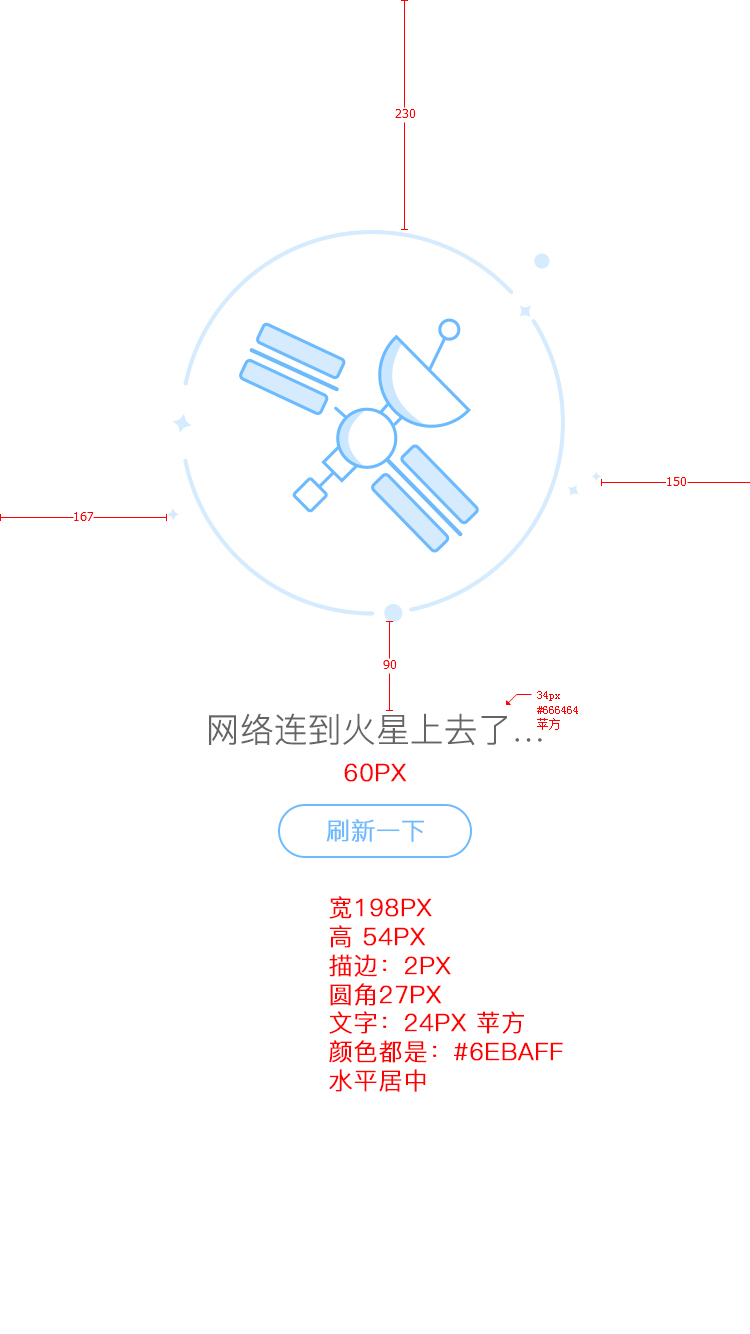 230
150
167
90
34px
#666464
苹方
网络连到火星上去了...
60PX
刷新一下
宽198PX
高 54PX
描边：2PX
圆角27PX
文字：24PX 苹方
颜色都是：#6EBAFF
水平居中